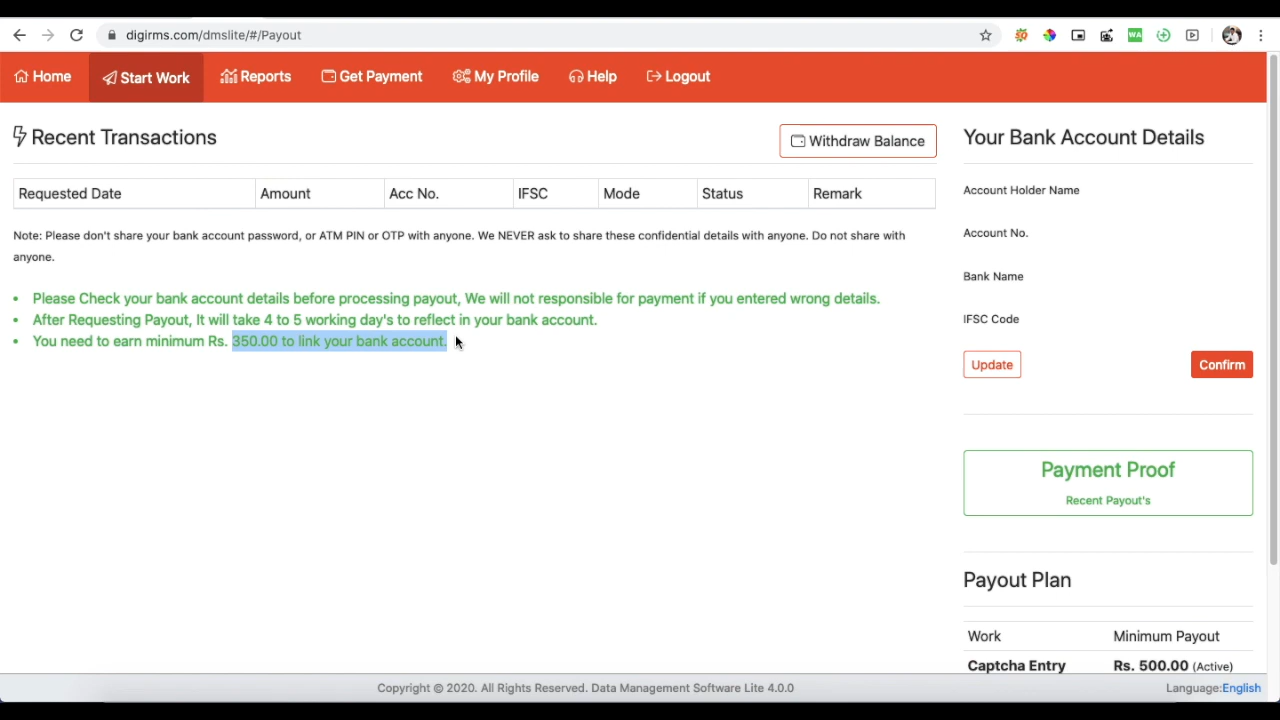 digirms.com/dmslite/#/Payout
WA
Home Start Work Reports Get Payment My Profile Help Logout
Recent Transactions
Withdraw Balance
Requested Date Amount Acc No. IFSC Mode Status Remark
Note: Please don't share your bank account password, or ATM PIN or OTP with anyone. We NEVER ask to share these confidential details with anyone. Do not share with
anyone.
• Please Check your bank account details before processing payout, We will not responsible for payment if you entered wrong details.
• After Requesting Payout, It will take 4 to 5 working day's to reflect in your bank account.
• You need to earn minimum Rs. 350.00 to link your bank account.
Your Bank Account Details
Account Holder Name
Account No.
Bank Name
IFSC Code
Update Confirm
Payment Proof
Recent Payout's
Payout Plan
Work Minimum Payout
Captcha Entry Rs. 500.00 (Active)
Copyright © 2020. All Rights Reserved. Data Management Software Lite 4.0.0
Language:English